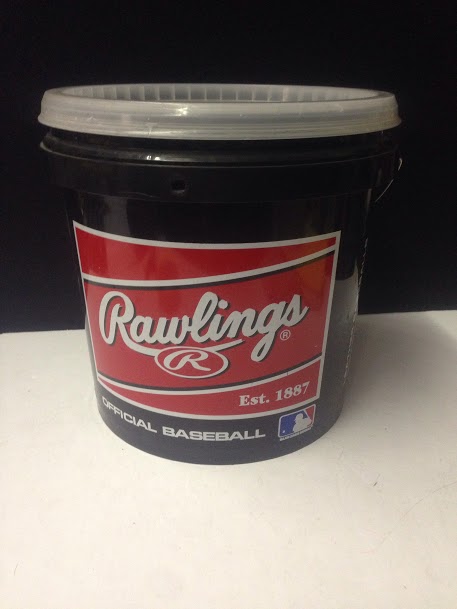 Rawlings®
R
Est. 1887
OFFICIAL BASEBALL